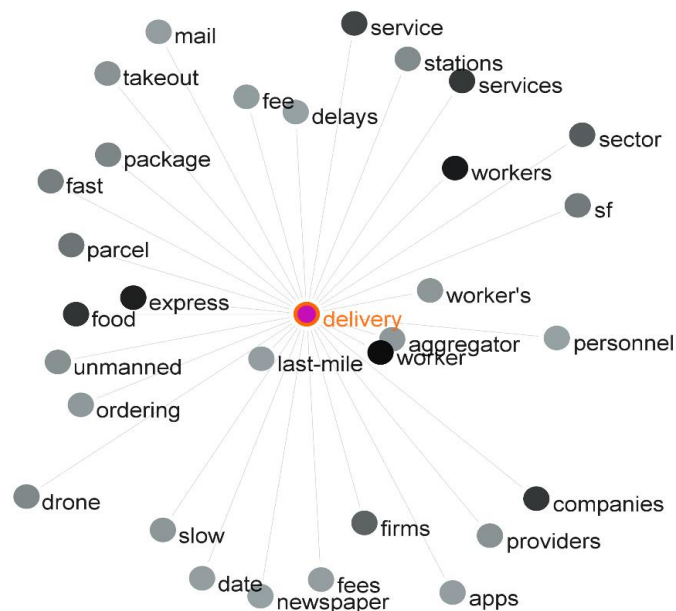 service
mail
stations
takeout
services
fee
delays
sector
package
workers
fast
sf
parcel
worker's
express
food
delivery
personnel
aggregator
worker
unmanned
last-mile
ordering
drone
companies
firms
slow
providers
date
fees
newspaper
apps